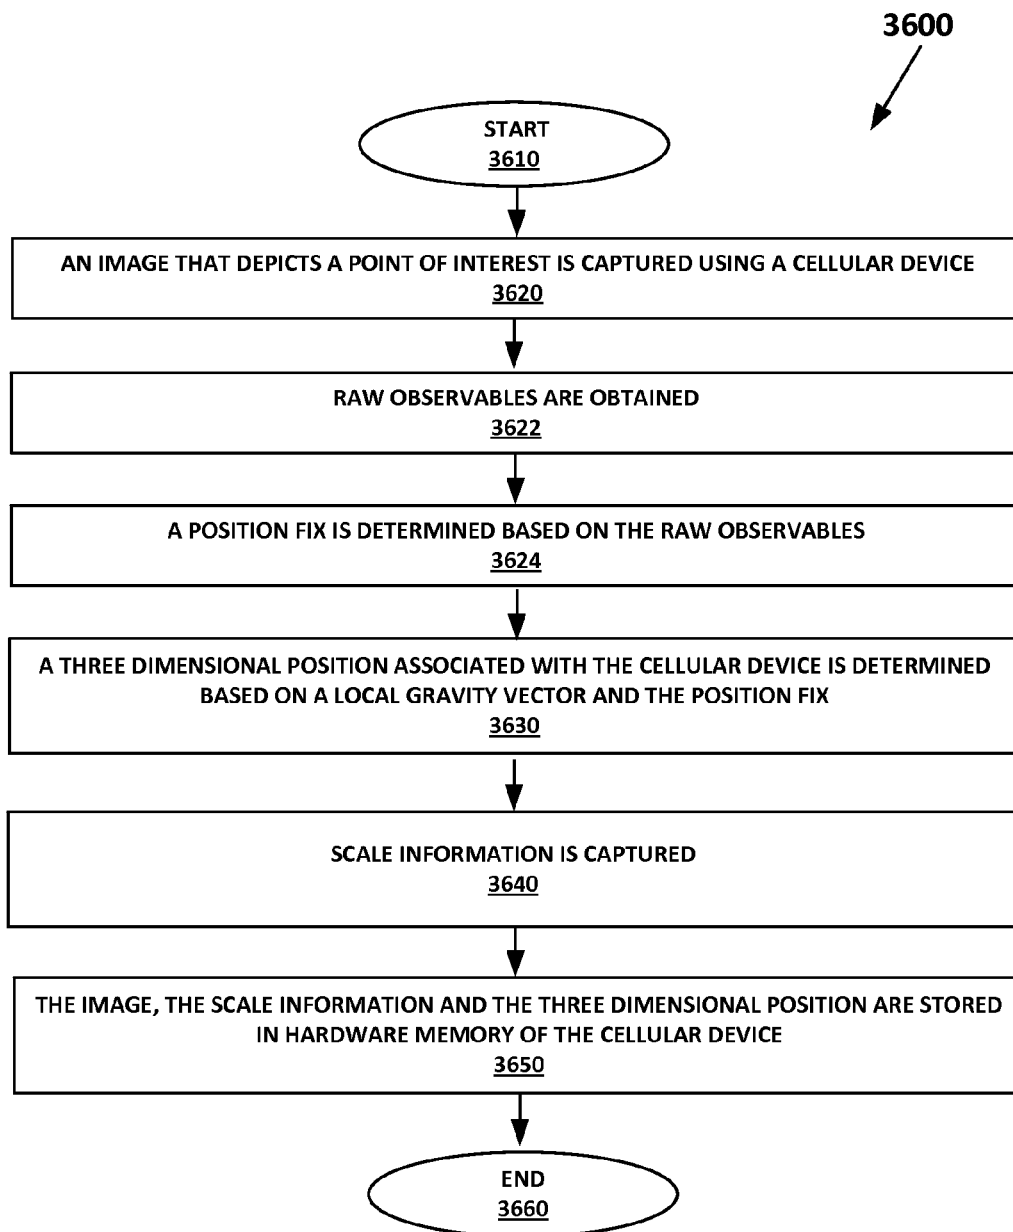 3600
START
3610
AN IMAGE THAT DEPICTS A POINT OF INTEREST IS CAPTURED USING A CELLULAR DEVICE
3620
RAW OBSERVABLES ARE OBTAINED
3622
A POSITION FIX IS DETERMINED BASED ON THE RAW OBSERVABLES
3624
A THREE DIMENSIONAL POSITION ASSOCIATED WITH THE CELLULAR DEVICE IS DETERMINED
BASED ON A LOCAL GRAVITY VECTOR AND THE POSITION FIX
3630
SCALE INFORMATION IS CAPTURED
3640
THE IMAGE, THE SCALE INFORMATION AND THE THREE DIMENSIONAL POSITION ARE STORED
IN HARDWARE MEMORY OF THE CELLULAR DEVICE
3650
END
3660